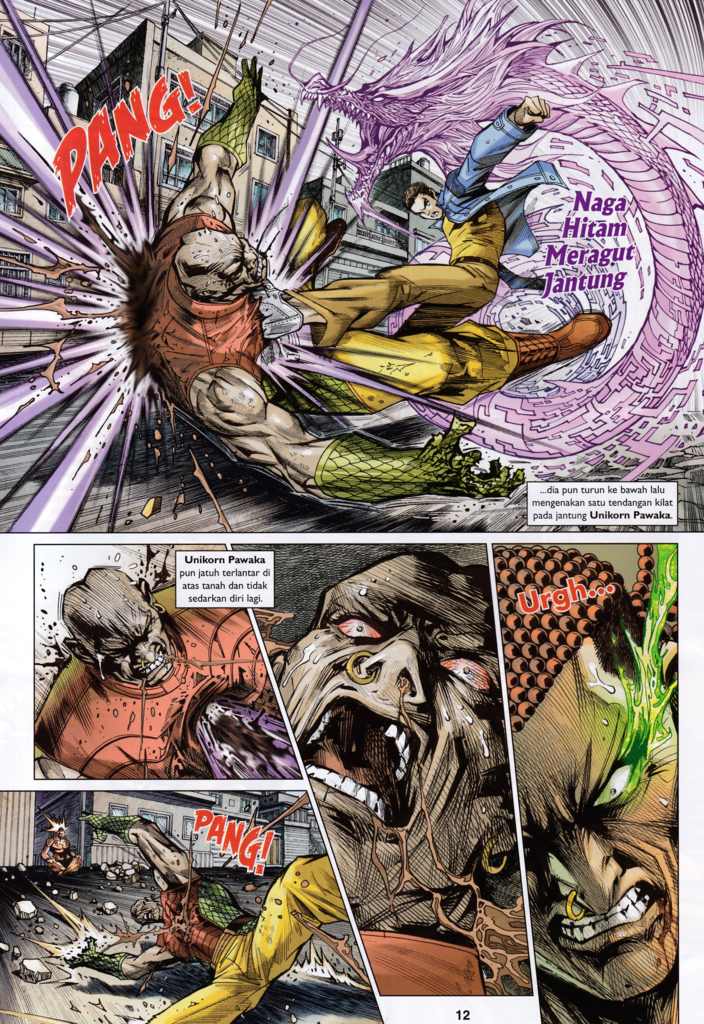 PANG!
Naga
Hitam
Meragut
Jantung
...dia pun turun ke bawah lalu
mengenakan satu tendangan kilat
pada jantung Unikorn Pawaka.
Unikorn Pawaka
pun jatuh terlantar di
atas tanah dan tidak
sedarkan diri lagi.
Urgh...
PANG!
12